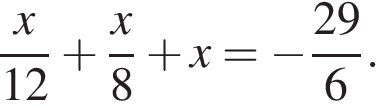 x/12 + x/8 + x = −29/6.